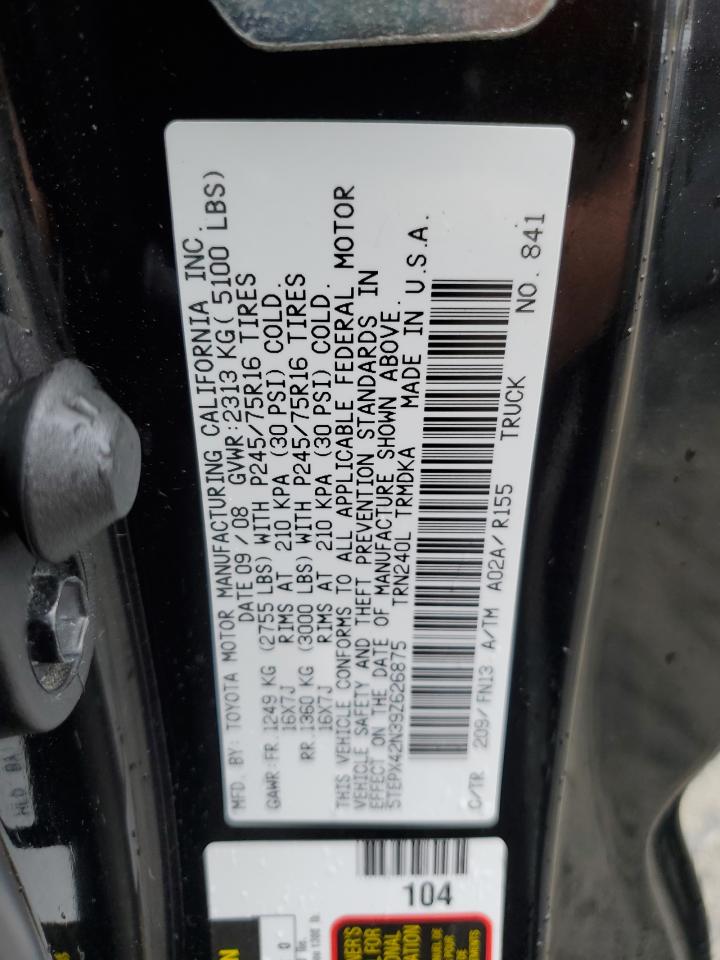 MFD. BY: TOYOTA MOTOR MANUFACTURING CALIFORNIA INC.
DATE 09/08 GVWR:2313 KG( 5100 LBS)
GAWR:FR.1249 KG (2755 LBS) WITH P245/75R16 TIRES
16X7J RIMS AT 210 KPA (30 PSI) COLD.
RR.1360 KG (3000 LBS) WITH P245/75R16 TIRES
16X7J RIMS AT 210 KPA (30 PSI) COLD.
THIS VEHICLE CONFORMS TO ALL APPLICABLE FEDERAL MOTOR
VEHICLE SAFETY AND THEFT PREVENTION STANDARDS IN
EFFECT ON THE DATE OF MANUFACTURE SHOWN ABOVE.
5TEPX42N39Z626875 TRN240L TRMDKA MADE IN U.S.A.
C/TR 209/FN13 A/TM A02A/R155 TRUCK NO. 841
104